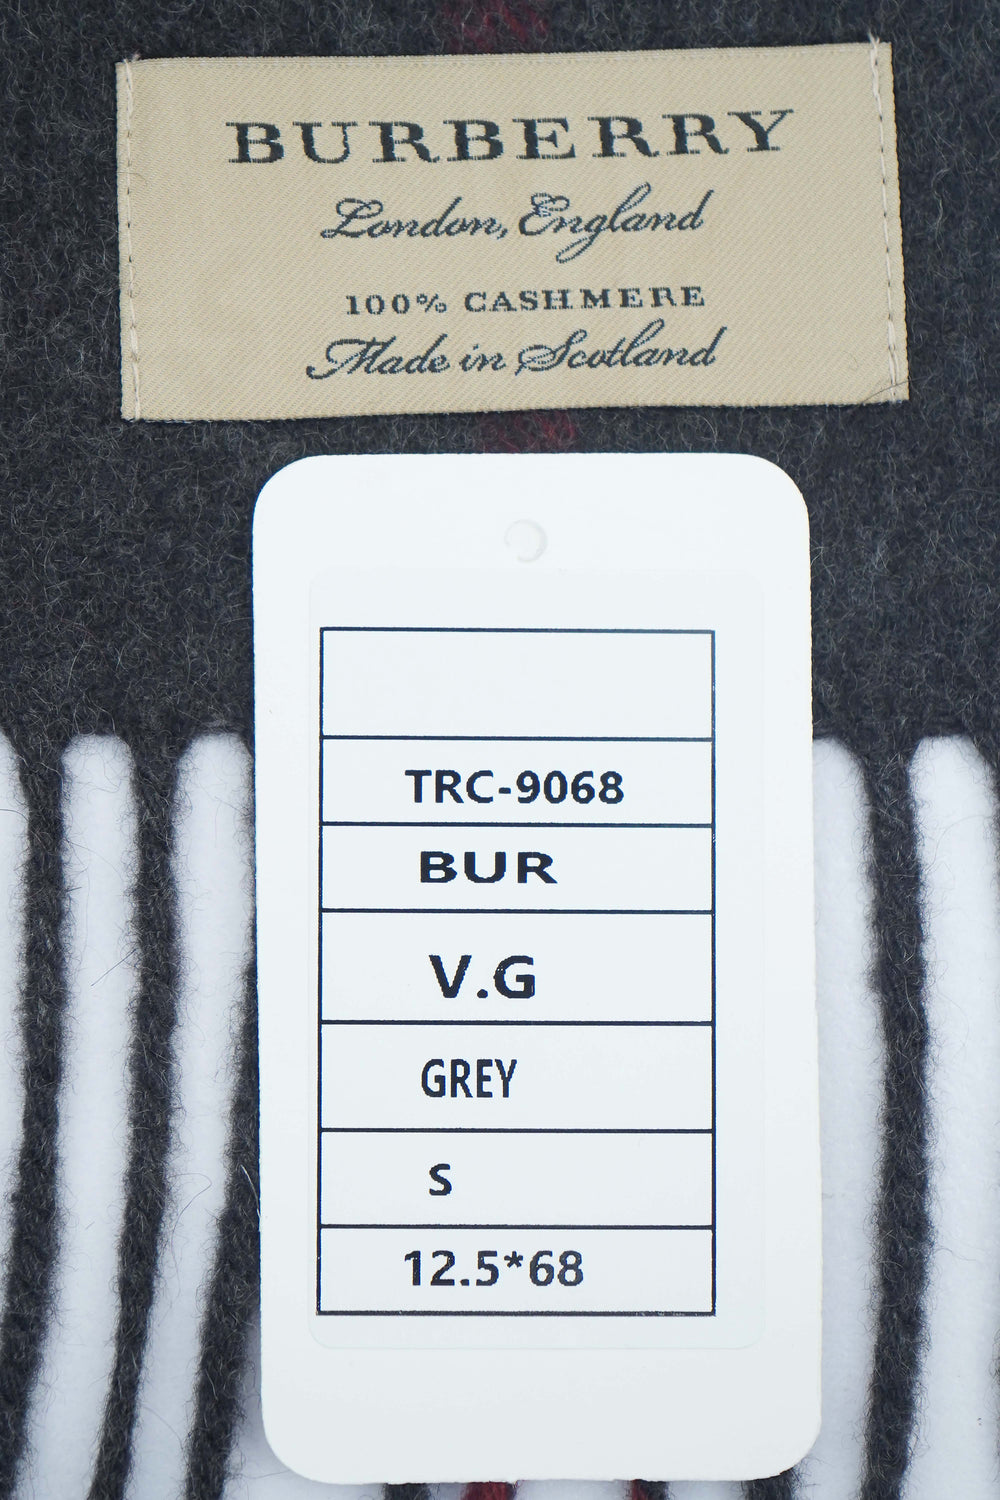 BURBERRY
London, England
100% CASHMERE
Made in Scotland
TRC-9068
BUR
V.G
GREY
S
12.5*68